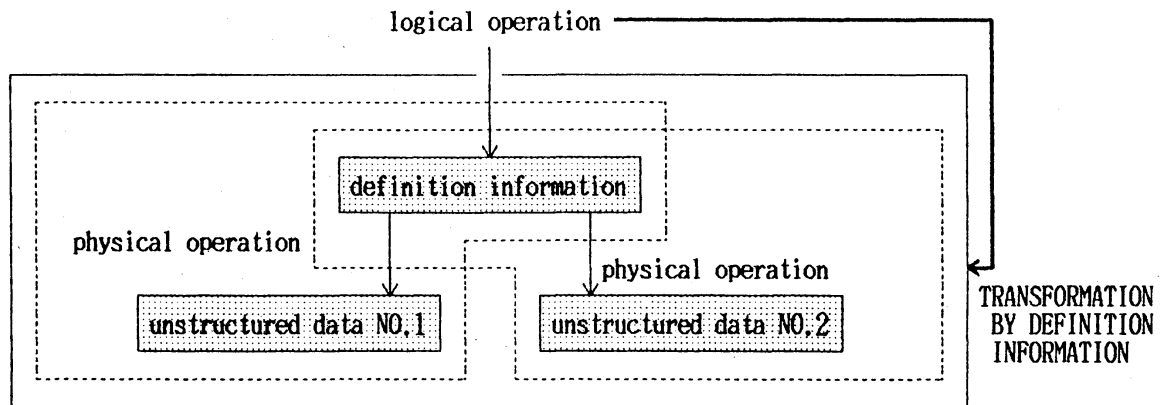 logical operation
definition information
physical operation
physical operation
unstructured data NO,1
unstructured data NO,2
TRANSFORMATION
BY DEFINITION
INFORMATION